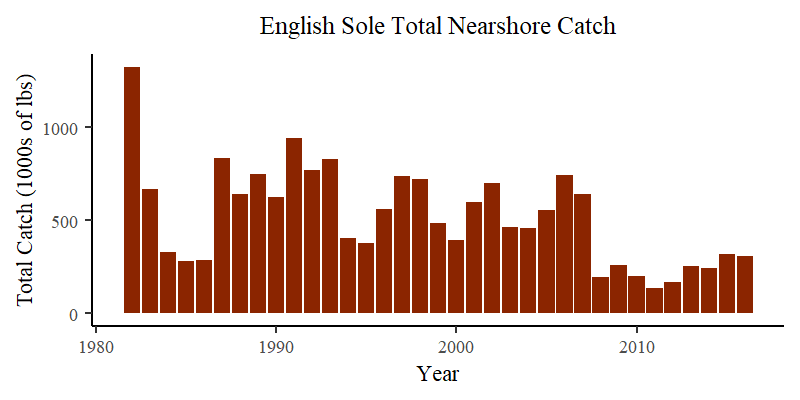 English Sole Total Nearshore Catch
Total Catch (1000s of lbs)
1000
500
0
1980 1990 2000 2010
Year